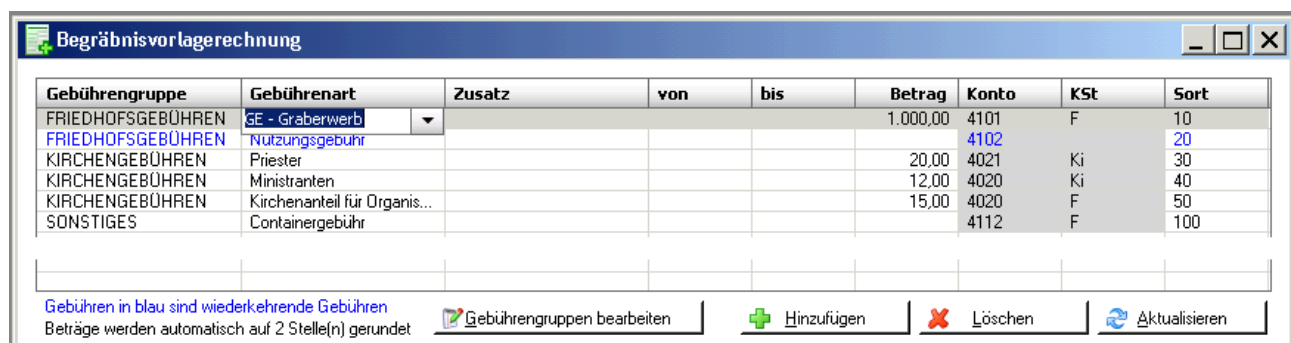 Begräbnisvorlagerechnung
Gebührengruppe Gebührenart Zusatz von bis Betrag Konto KSt Sort
FRIEDHOFSGEBÜHREN GE - Graberwerb 1.000,00 4101 F 10
FRIEDHOFSGEBÜHREN Nutzungsgebühr 4102 20
KIRCHENGEBÜHREN Priester 20,00 4021 Ki 30
KIRCHENGEBÜHREN Ministranten 12,00 4020 Ki 40
KIRCHENGEBÜHREN Kirchenanteil für Organis... 15,00 4020 F 50
SONSTIGES Containergebühr 4112 F 100
Gebühren in blau sind wiederkehrende Gebühren
Beträge werden automatisch auf 2 Stelle(n) gerundet
Gebührengruppen bearbeiten Hinzufügen Löschen Aktualisieren